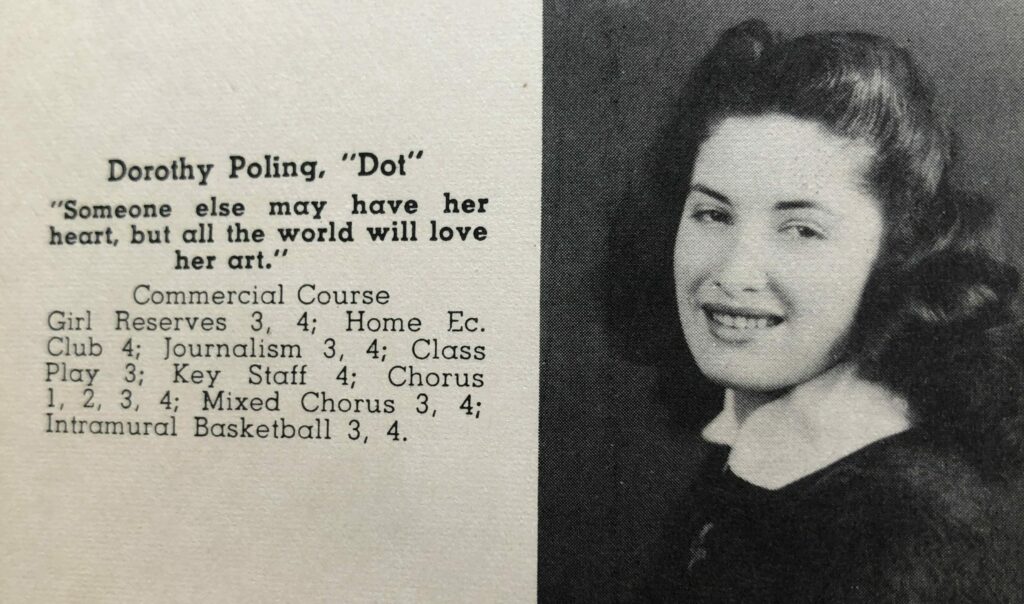 Dorothy Poling, "Dot"
"Someone else may have her
heart, but all the world will love
her art."
Commercial Course
Girl Reserves 3, 4; Home Ec.
Club 4; Journalism 3, 4; Class
Play 3; Key Staff 4; Chorus
1, 2, 3, 4; Mixed Chorus 3, 4;
Intramural Basketball 3, 4.